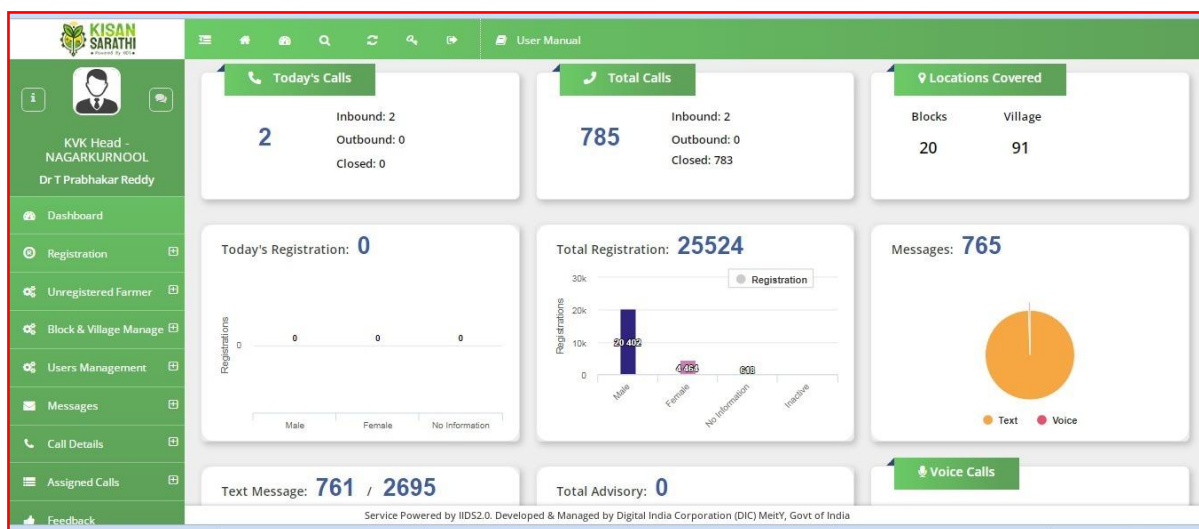 KISAN
SARATHI
Powered By IIDS
User Manual
i
KVK Head -
NAGARKURNOOL
Dr T Prabhakar Reddy
Dashboard
Registration
Unregistered Farmer
Block & Village Manage
Users Management
Messages
Call Details
Assigned Calls
Feedback
Today's Calls
2
Inbound: 2
Outbound: 0
Closed: 0
Total Calls
785
Inbound: 2
Outbound: 0
Closed: 783
Locations Covered
Blocks Village
20 91
Today's Registration: 0
Registrations
0
0 0 0
Male Female No Information
Total Registration: 25524
Registration
Registrations
30k
20k
10k
0
20 402
4 464
Male Female No Information Inactive
Messages: 765
Text Voice
Text Message: 761 / 2695
Total Advisory: 0
Voice Calls
Service Powered by IIDS2.0. Developed & Managed by Digital India Corporation (DIC) MeitY, Govt of India